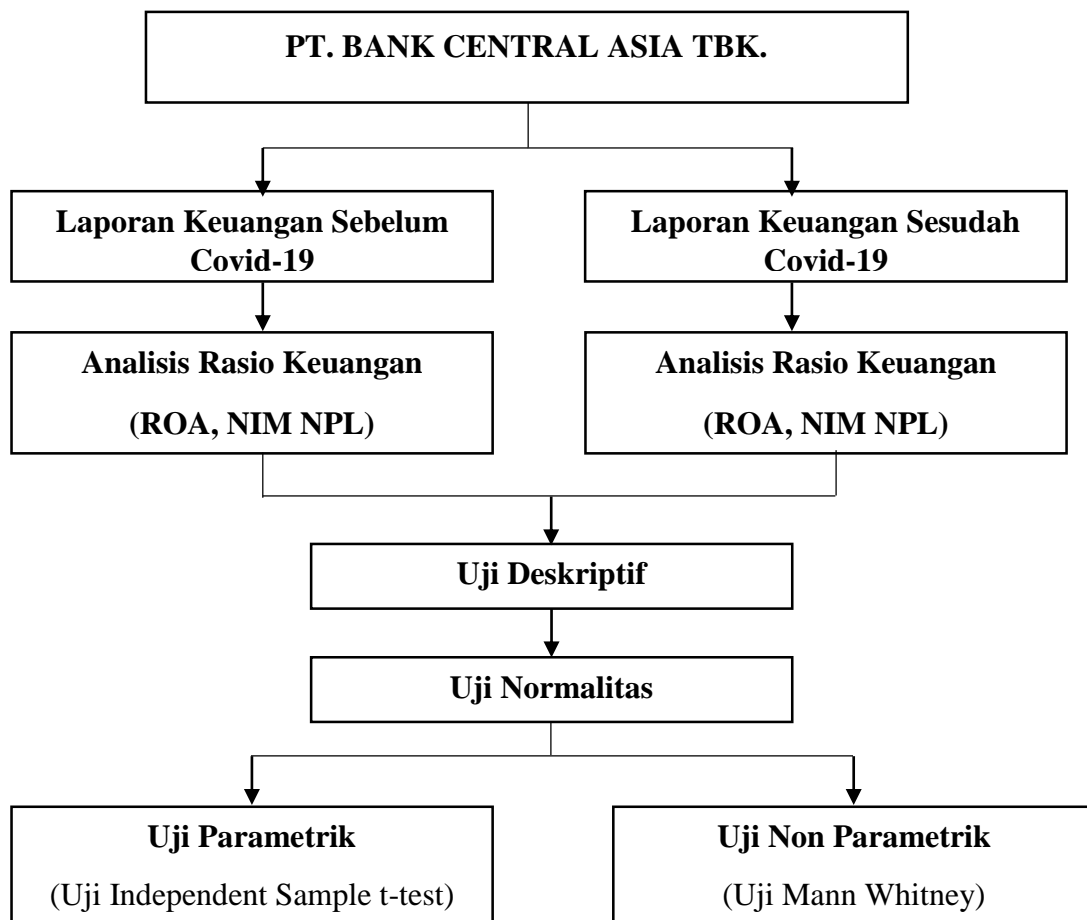 PT. BANK CENTRAL ASIA TBK.
Laporan Keuangan Sebelum
Covid-19
Laporan Keuangan Sesudah
Covid-19
Analisis Rasio Keuangan
(ROA, NIM NPL)
Analisis Rasio Keuangan
(ROA, NIM NPL)
Uji Deskriptif
Uji Normalitas
Uji Parametrik
(Uji Independent Sample t-test)
Uji Non Parametrik
(Uji Mann Whitney)